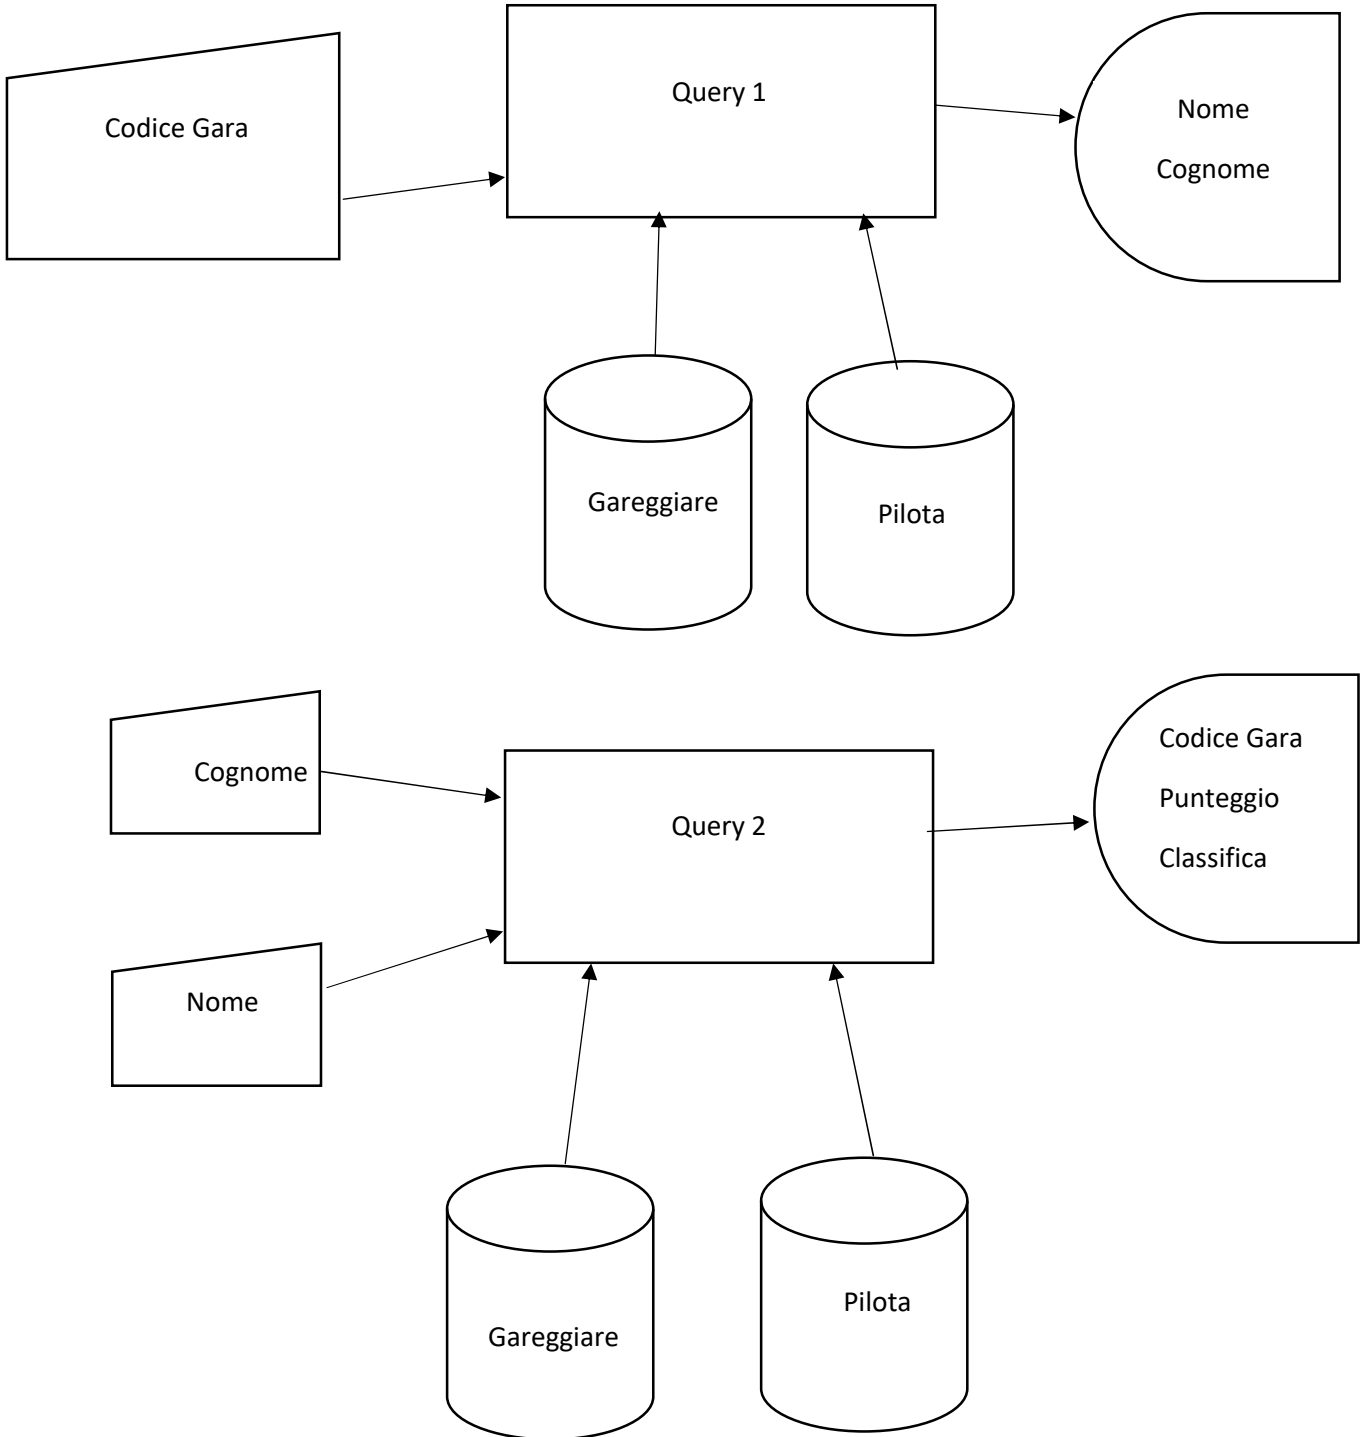 Codice Gara
Query 1
Nome
Cognome
Gareggiare
Pilota
Cognome
Nome
Query 2
Codice Gara
Punteggio
Classifica
Gareggiare
Pilota